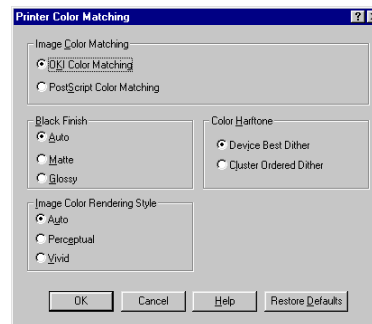 Printer Color Matching
Image Color Matching
OKI Color Matching
PostScript Color Matching
Black Finish
Auto
Matte
Glossy
Color Halftone
Device Best Dither
Cluster Ordered Dither
Image Color Rendering Style
Auto
Perceptual
Vivid
OK
Cancel
Help
Restore Defaults